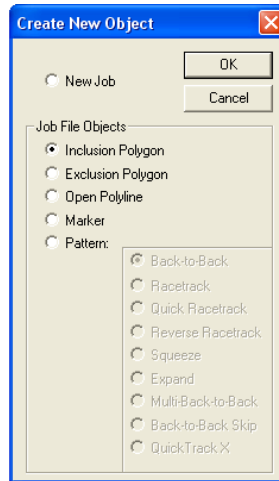 Create New Object
New Job
OK
Cancel
Job File Objects
Inclusion Polygon
Exclusion Polygon
Open Polyline
Marker
Pattern:
Back-to-Back
Racetrack
Quick Racetrack
Reverse Racetrack
Squeeze
Expand
Multi-Back-to-Back
Back-to-Back Skip
QuickTrack X